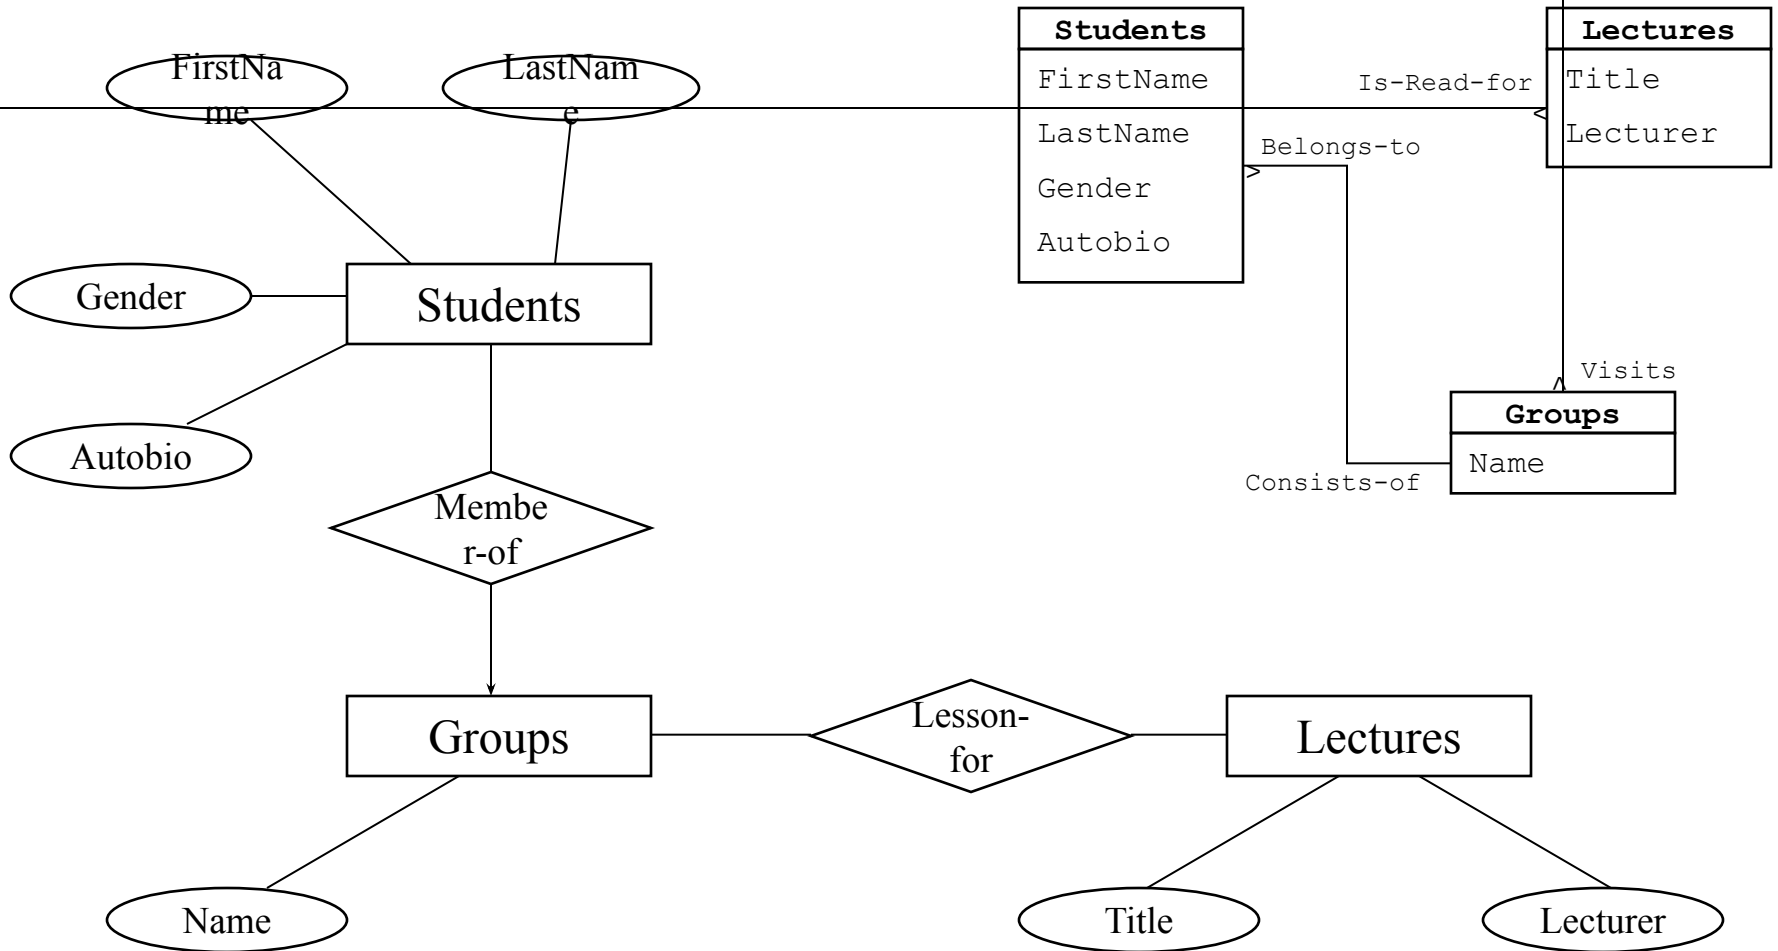 FirstNa
me
LastNam
e
Gender
Students
Autobio
Membe
r-of
Groups
Lesson-
for
Lectures
Name
Title
Lecturer
Students
FirstName
LastName
Gender
Autobio
Is-Read-for
<
Lectures
Title
Lecturer
Belongs-to
>
Visits
<
Groups
Name
Consists-of